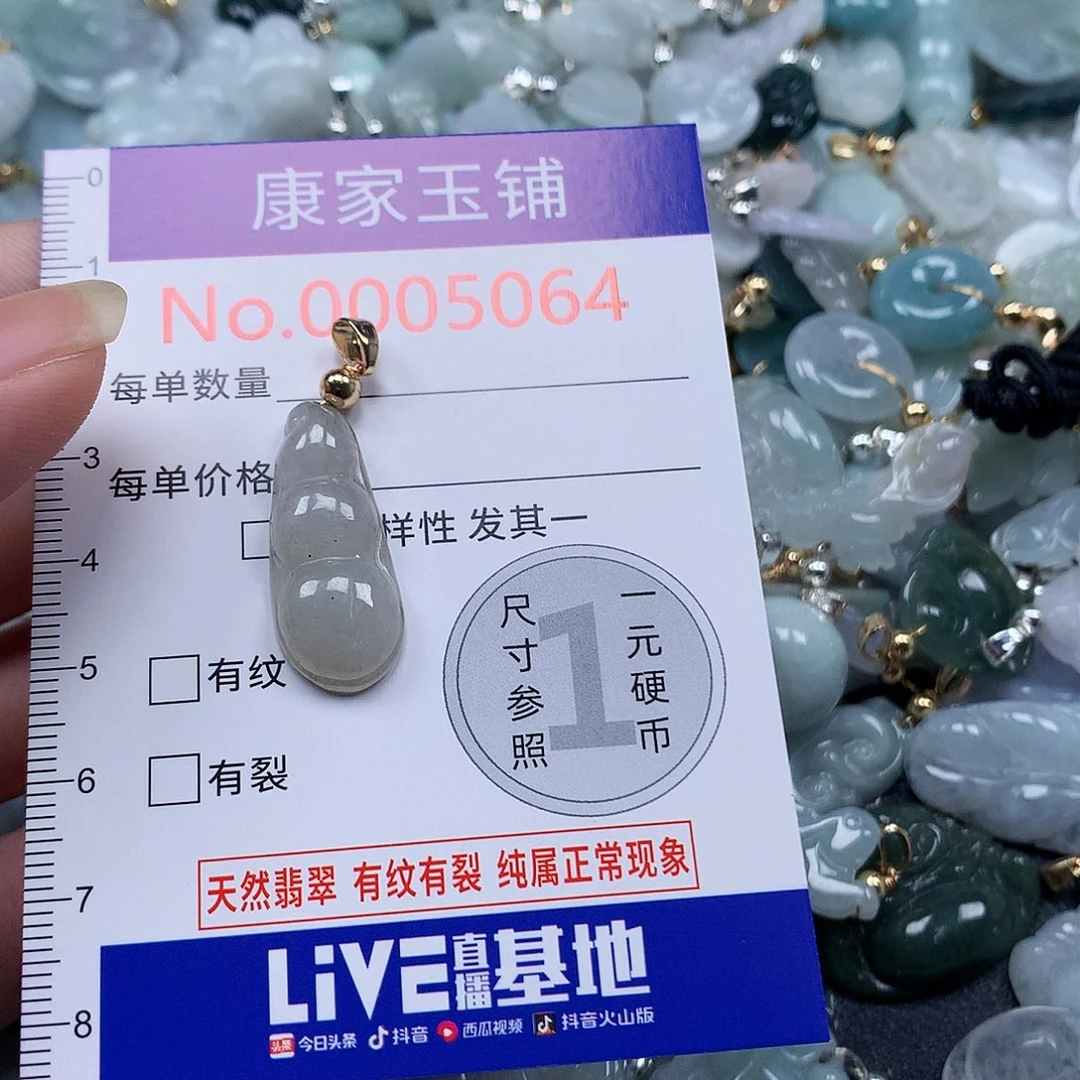 0
康家玉铺
1
No.0005064
每单数量
3
每单价格
样性 发其一
4
尺寸参照
一元硬币
1
5
有纹
6
有裂
天然翡翠 有纹有裂 纯属正常现象
7
LiVE直播基地
8
头条 今日头条 抖音 西瓜视频 抖音火山版